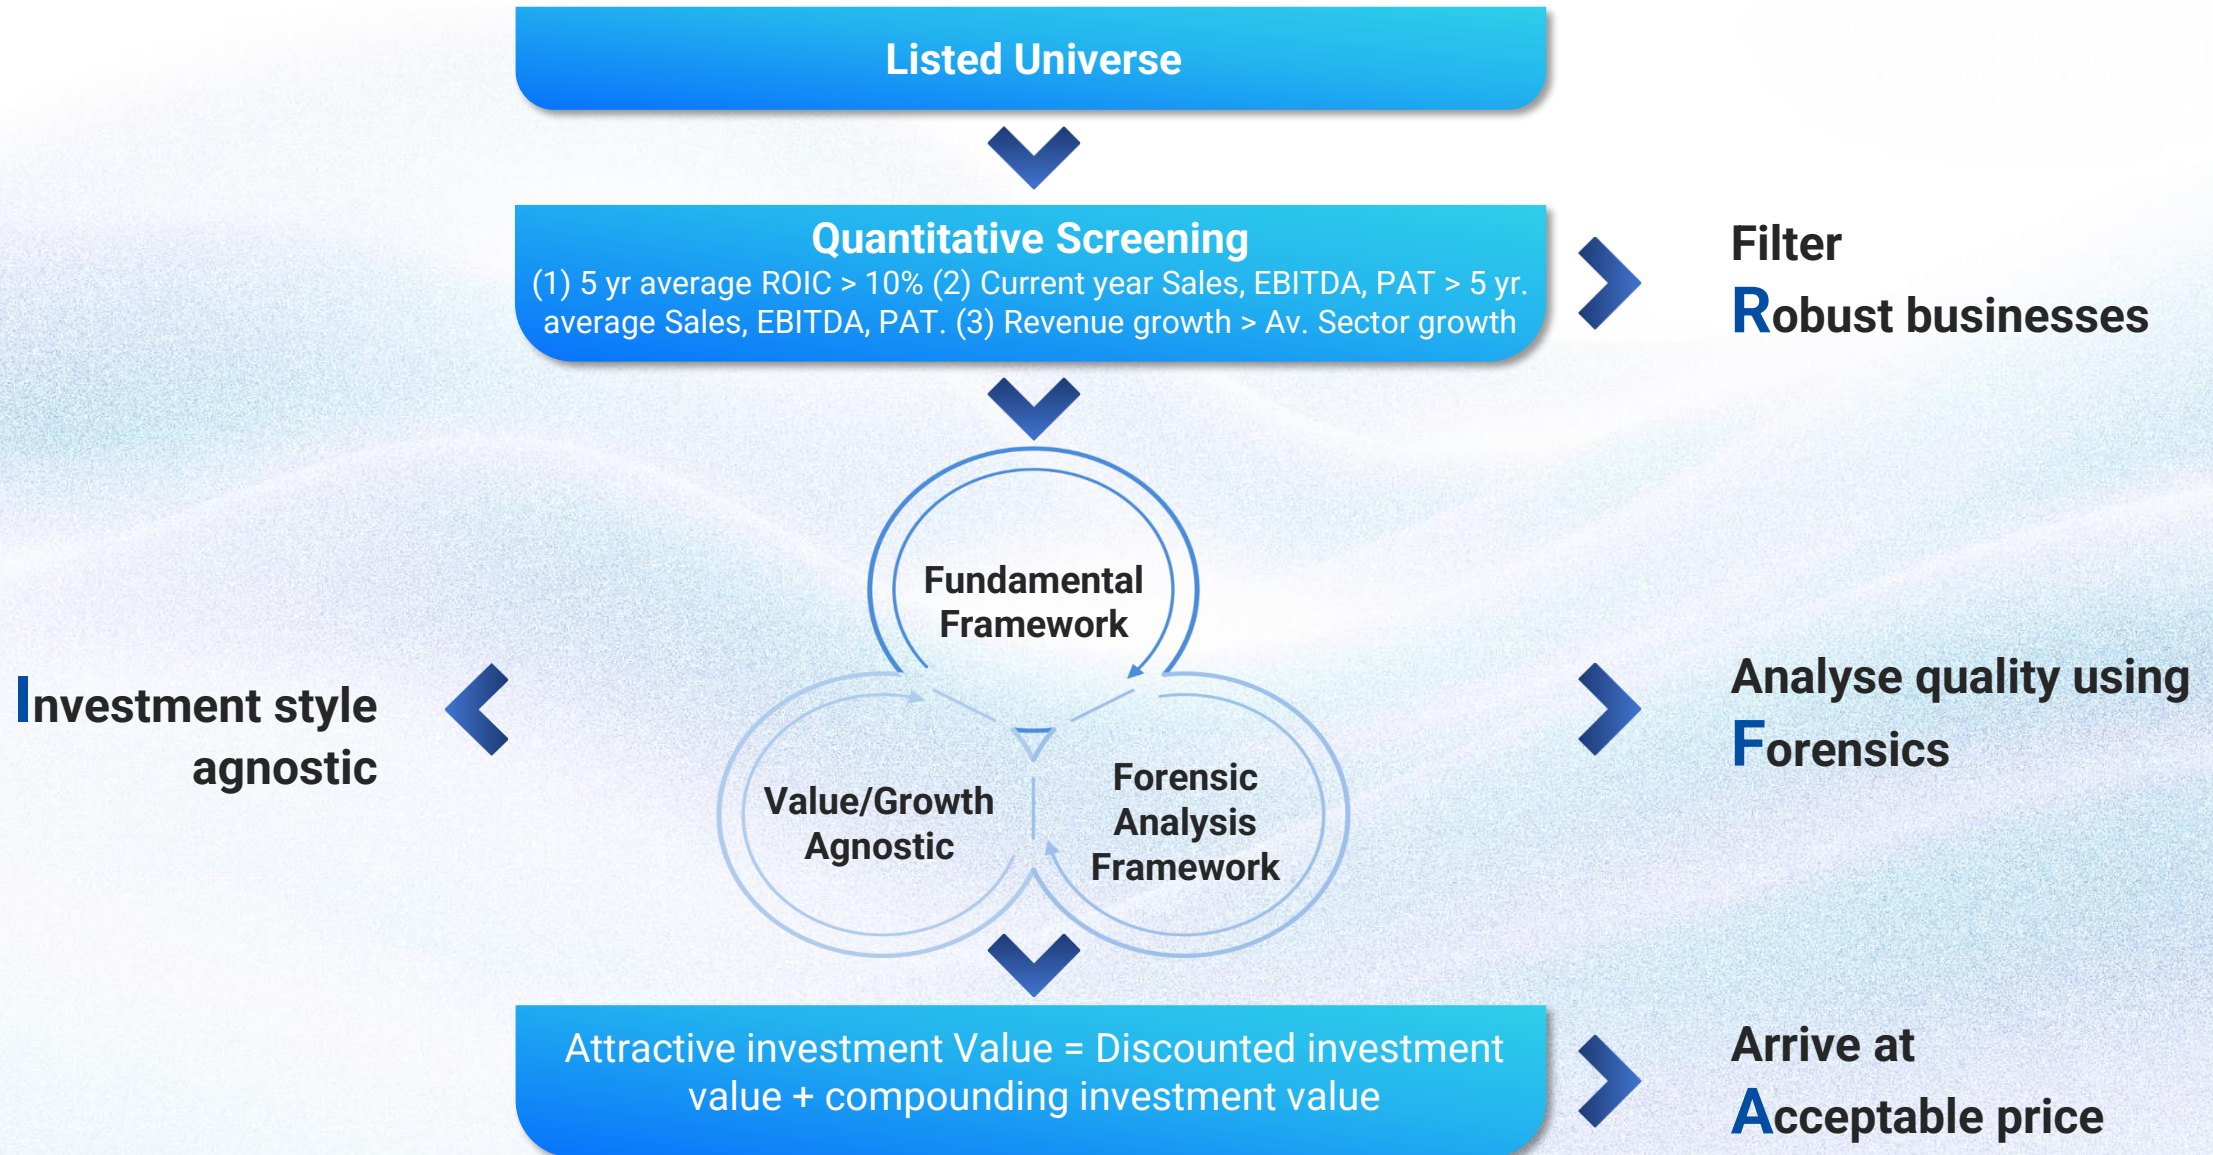 Listed Universe
Quantitative Screening
(1) 5 yr average ROIC > 10% (2) Current year Sales, EBITDA, PAT > 5 yr.
average Sales, EBITDA, PAT. (3) Revenue growth > Av. Sector growth
Filter
Robust businesses
Fundamental
Framework
Investment style
agnostic
Value/Growth
Agnostic
Forensic
Analysis
Framework
Analyse quality using
Forensics
Attractive investment Value = Discounted investment
value + compounding investment value
Arrive at
Acceptable price